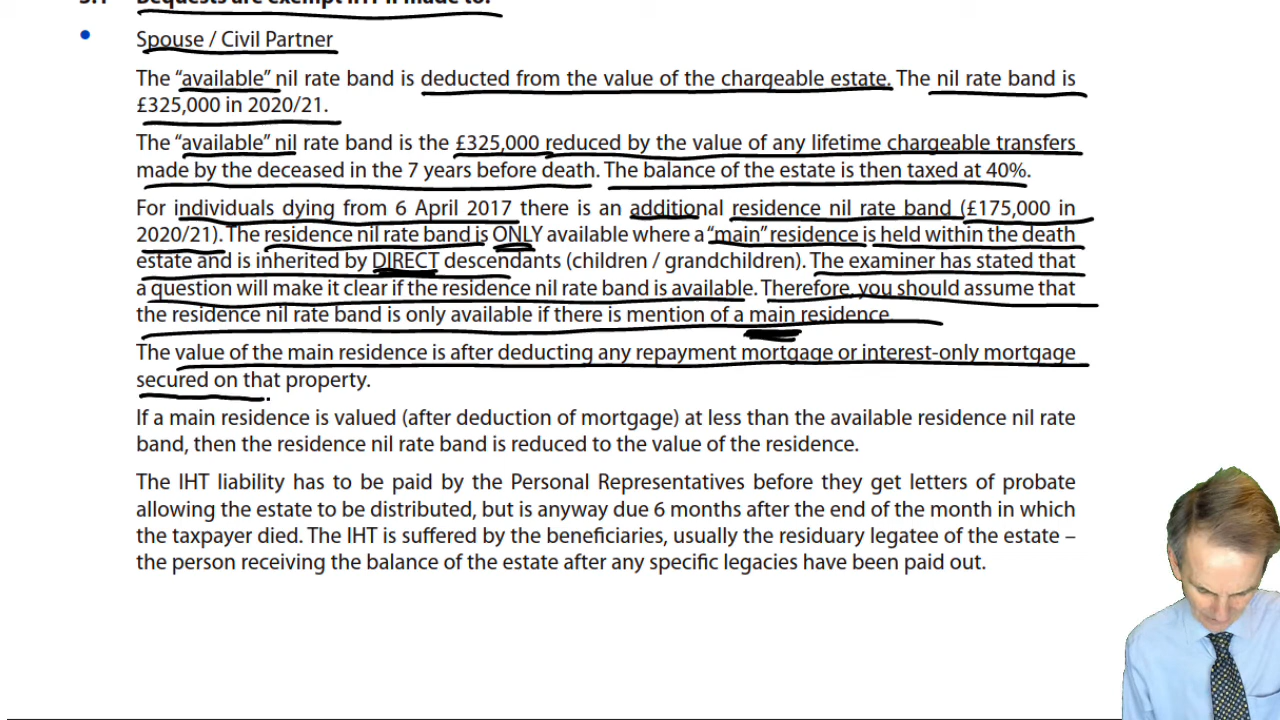 3.1 Bequests are exempt IHT if made to:
• Spouse / Civil Partner
The “available” nil rate band is deducted from the value of the chargeable estate. The nil rate band is
£325,000 in 2020/21.
The “available” nil rate band is the £325,000 reduced by the value of any lifetime chargeable transfers
made by the deceased in the 7 years before death. The balance of the estate is then taxed at 40%.
For individuals dying from 6 April 2017 there is an additional residence nil rate band (£175,000 in
2020/21). The residence nil rate band is ONLY available where a “main” residence is held within the death
estate and is inherited by DIRECT descendants (children / grandchildren). The examiner has stated that
a question will make it clear if the residence nil rate band is available. Therefore, you should assume that
the residence nil rate band is only available if there is mention of a main residence.
The value of the main residence is after deducting any repayment mortgage or interest-only mortgage
secured on that property.
If a main residence is valued (after deduction of mortgage) at less than the available residence nil rate
band, then the residence nil rate band is reduced to the value of the residence.
The IHT liability has to be paid by the Personal Representatives before they get letters of probate
allowing the estate to be distributed, but is anyway due 6 months after the end of the month in which
the taxpayer died. The IHT is suffered by the beneficiaries, usually the residuary legatee of the estate –
the person receiving the balance of the estate after any specific legacies have been paid out.